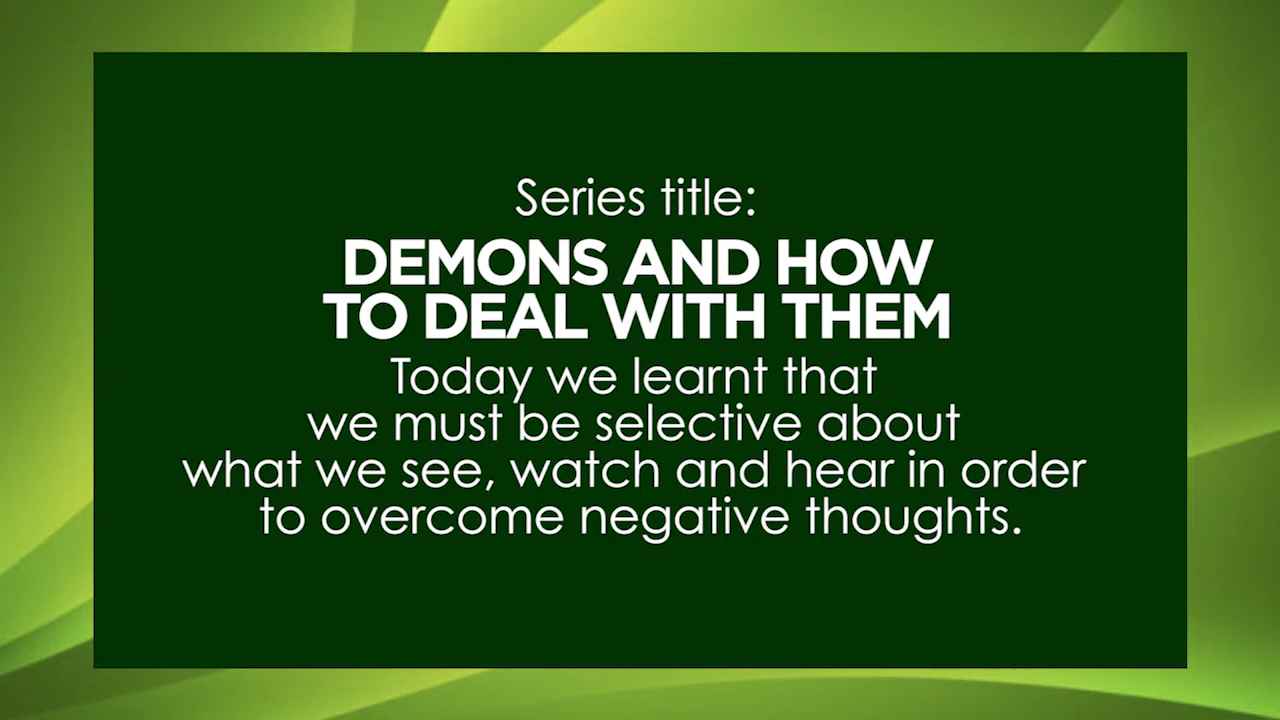 Series title:
DEMONS AND HOW
TO DEAL WITH THEM
Today we learnt that
we must be selective about
what we see, watch and hear in order
to overcome negative thoughts.